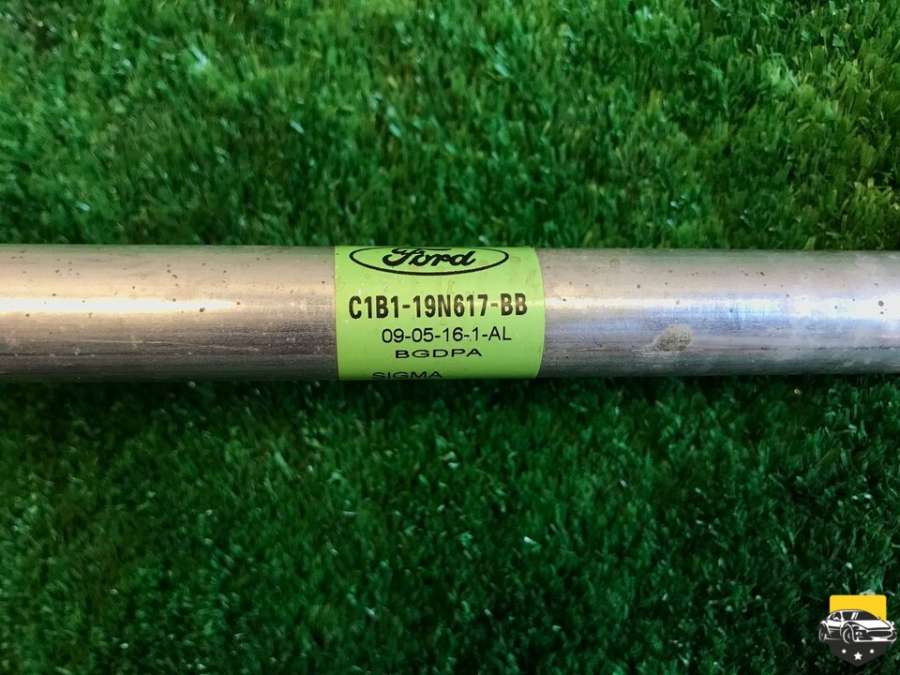 Ford
C1B1-19N617-BB
09-05-16-1-AL
BGDPA
SIGMA